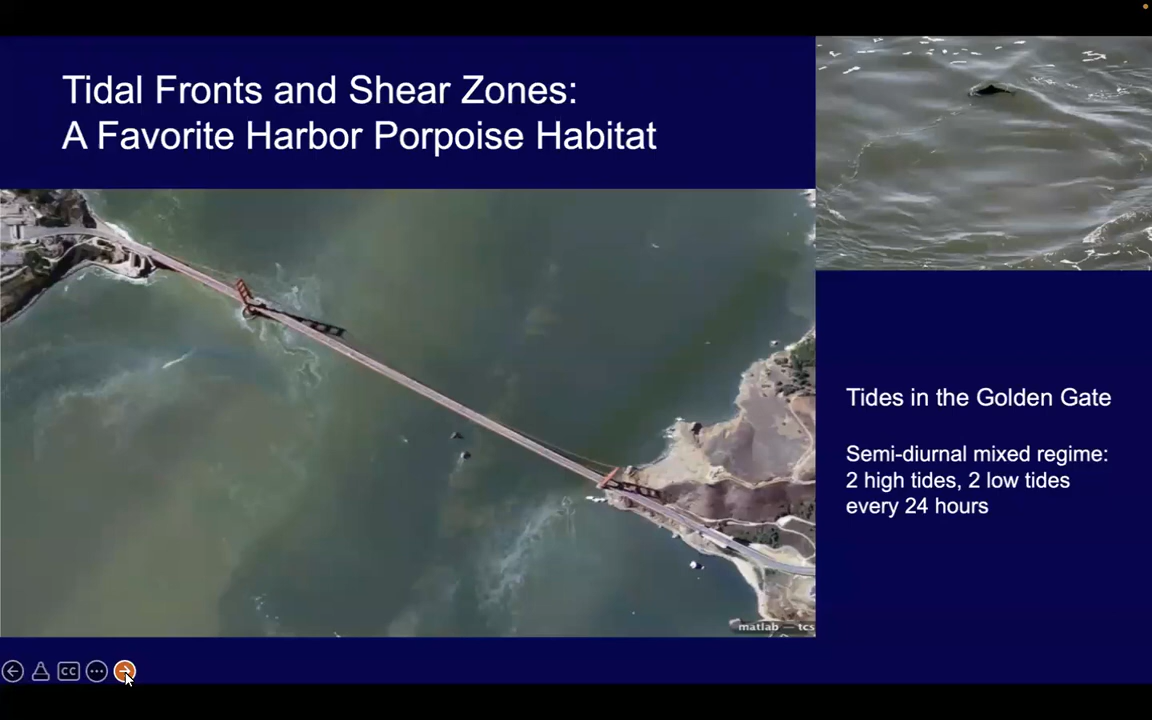 Tidal Fronts and Shear Zones:
A Favorite Harbor Porpoise Habitat
Tides in the Golden Gate
Semi-diurnal mixed regime:
2 high tides, 2 low tides
every 24 hours
matlab — tcs
CC